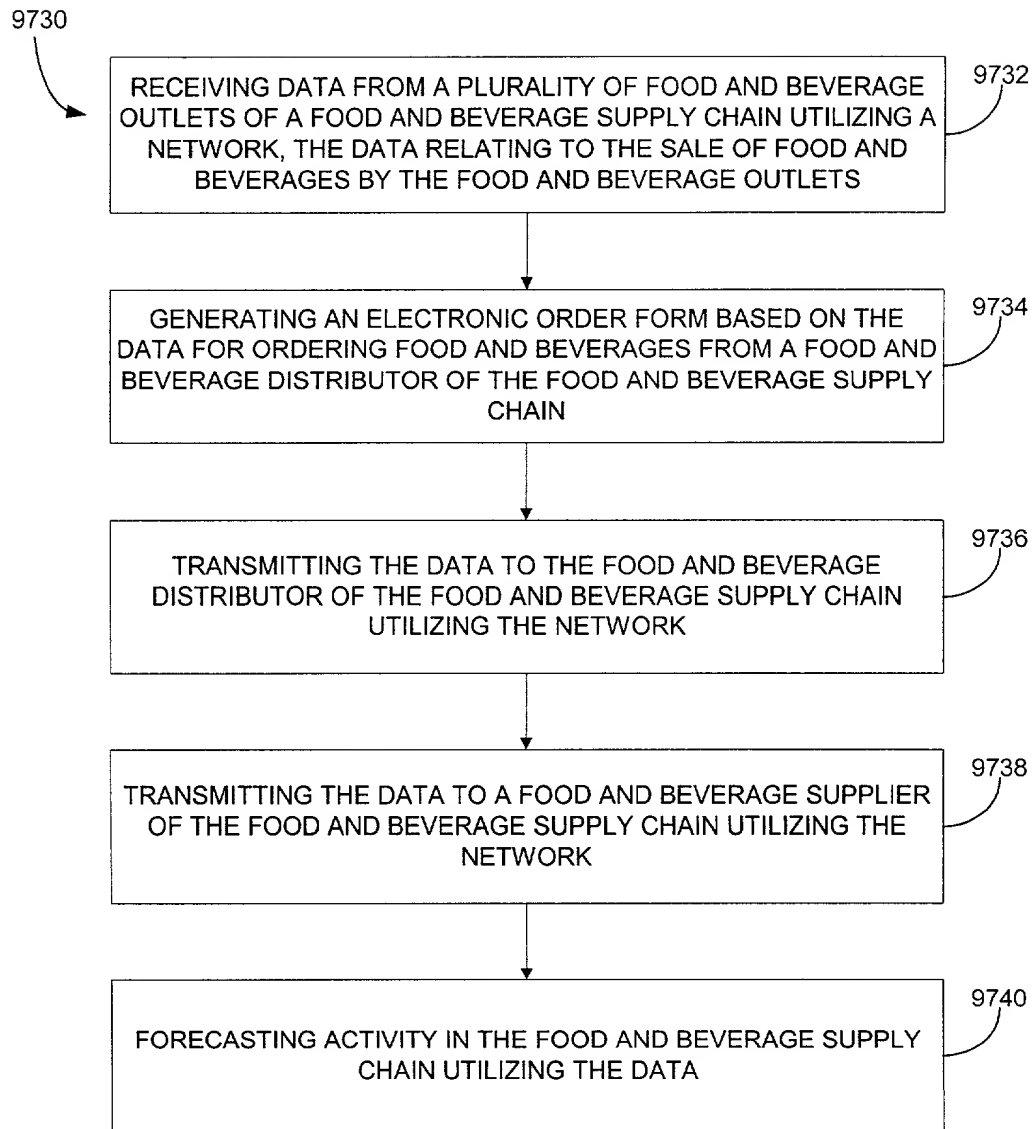 9730
9732
RECEIVING DATA FROM A PLURALITY OF FOOD AND BEVERAGE
OUTLETS OF A FOOD AND BEVERAGE SUPPLY CHAIN UTILIZING A
NETWORK, THE DATA RELATING TO THE SALE OF FOOD AND
BEVERAGES BY THE FOOD AND BEVERAGE OUTLETS
9734
GENERATING AN ELECTRONIC ORDER FORM BASED ON THE
DATA FOR ORDERING FOOD AND BEVERAGES FROM A FOOD AND
BEVERAGE DISTRIBUTOR OF THE FOOD AND BEVERAGE SUPPLY
CHAIN
9736
TRANSMITTING THE DATA TO THE FOOD AND BEVERAGE
DISTRIBUTOR OF THE FOOD AND BEVERAGE SUPPLY CHAIN
UTILIZING THE NETWORK
9738
TRANSMITTING THE DATA TO A FOOD AND BEVERAGE SUPPLIER
OF THE FOOD AND BEVERAGE SUPPLY CHAIN UTILIZING THE
NETWORK
9740
FORECASTING ACTIVITY IN THE FOOD AND BEVERAGE SUPPLY
CHAIN UTILIZING THE DATA